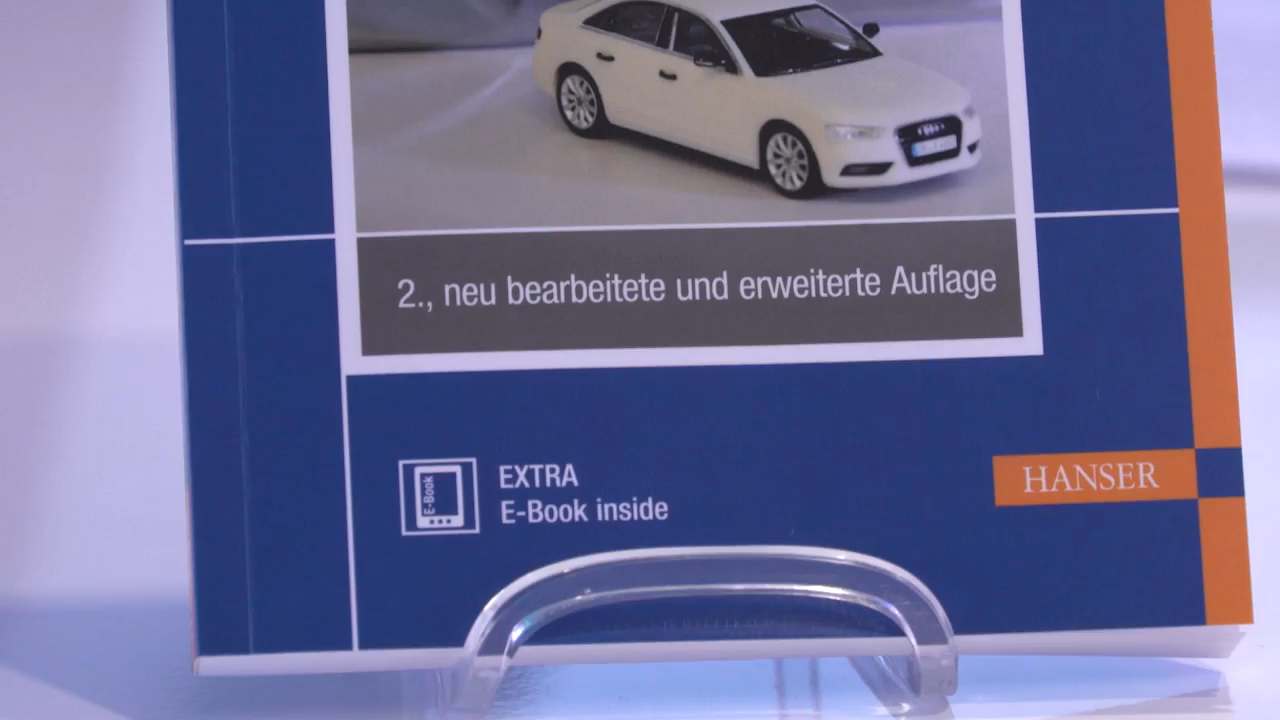 2., neu bearbeitete und erweiterte Auflage
E-Book
EXTRA
E-Book inside
HANSER